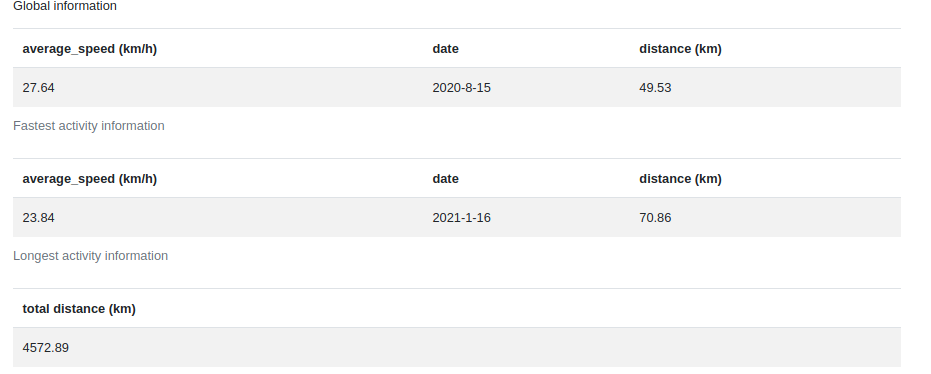 Global information
average_speed (km/h) date distance (km)
27.64 2020-8-15 49.53
Fastest activity information
average_speed (km/h) date distance (km)
23.84 2021-1-16 70.86
Longest activity information
total distance (km)
4572.89